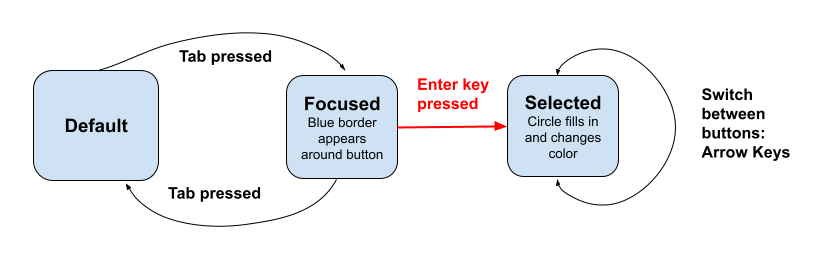 Tab pressed
Default
Focused
Blue border
appears
around button
Enter key
pressed
Selected
Circle fills in
and changes
color
Switch
between
buttons:
Arrow Keys
Tab pressed